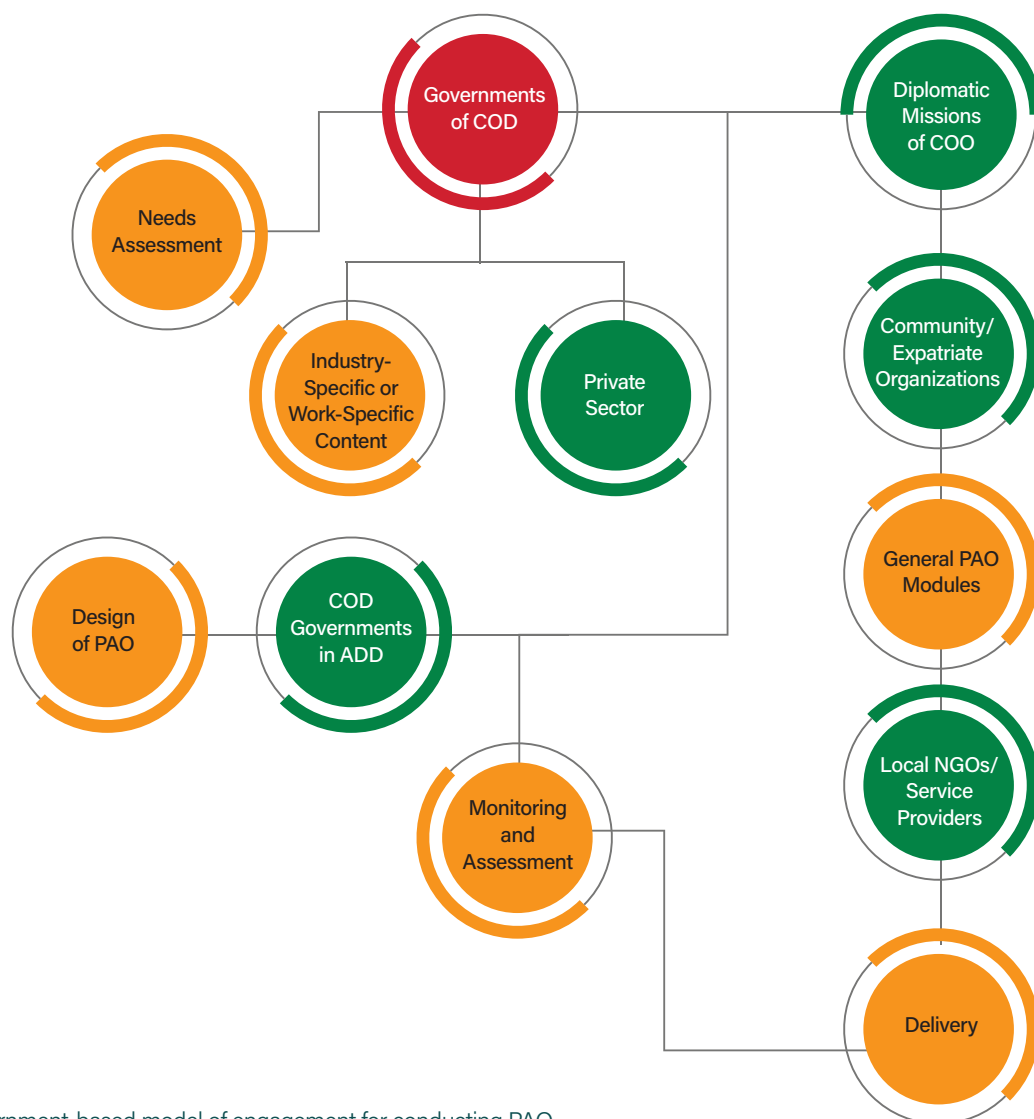 Governments
of COD
Diplomatic
Missions
of COO
Needs
Assessment
Industry-
Specific or
Work-Specific
Content
Private
Sector
Community/
Expatriate
Organizations
General PAO
Modules
Design
of PAO
COD
Governments
in ADD
Monitoring
and
Assessment
Local NGOs/
Service
Providers
Delivery